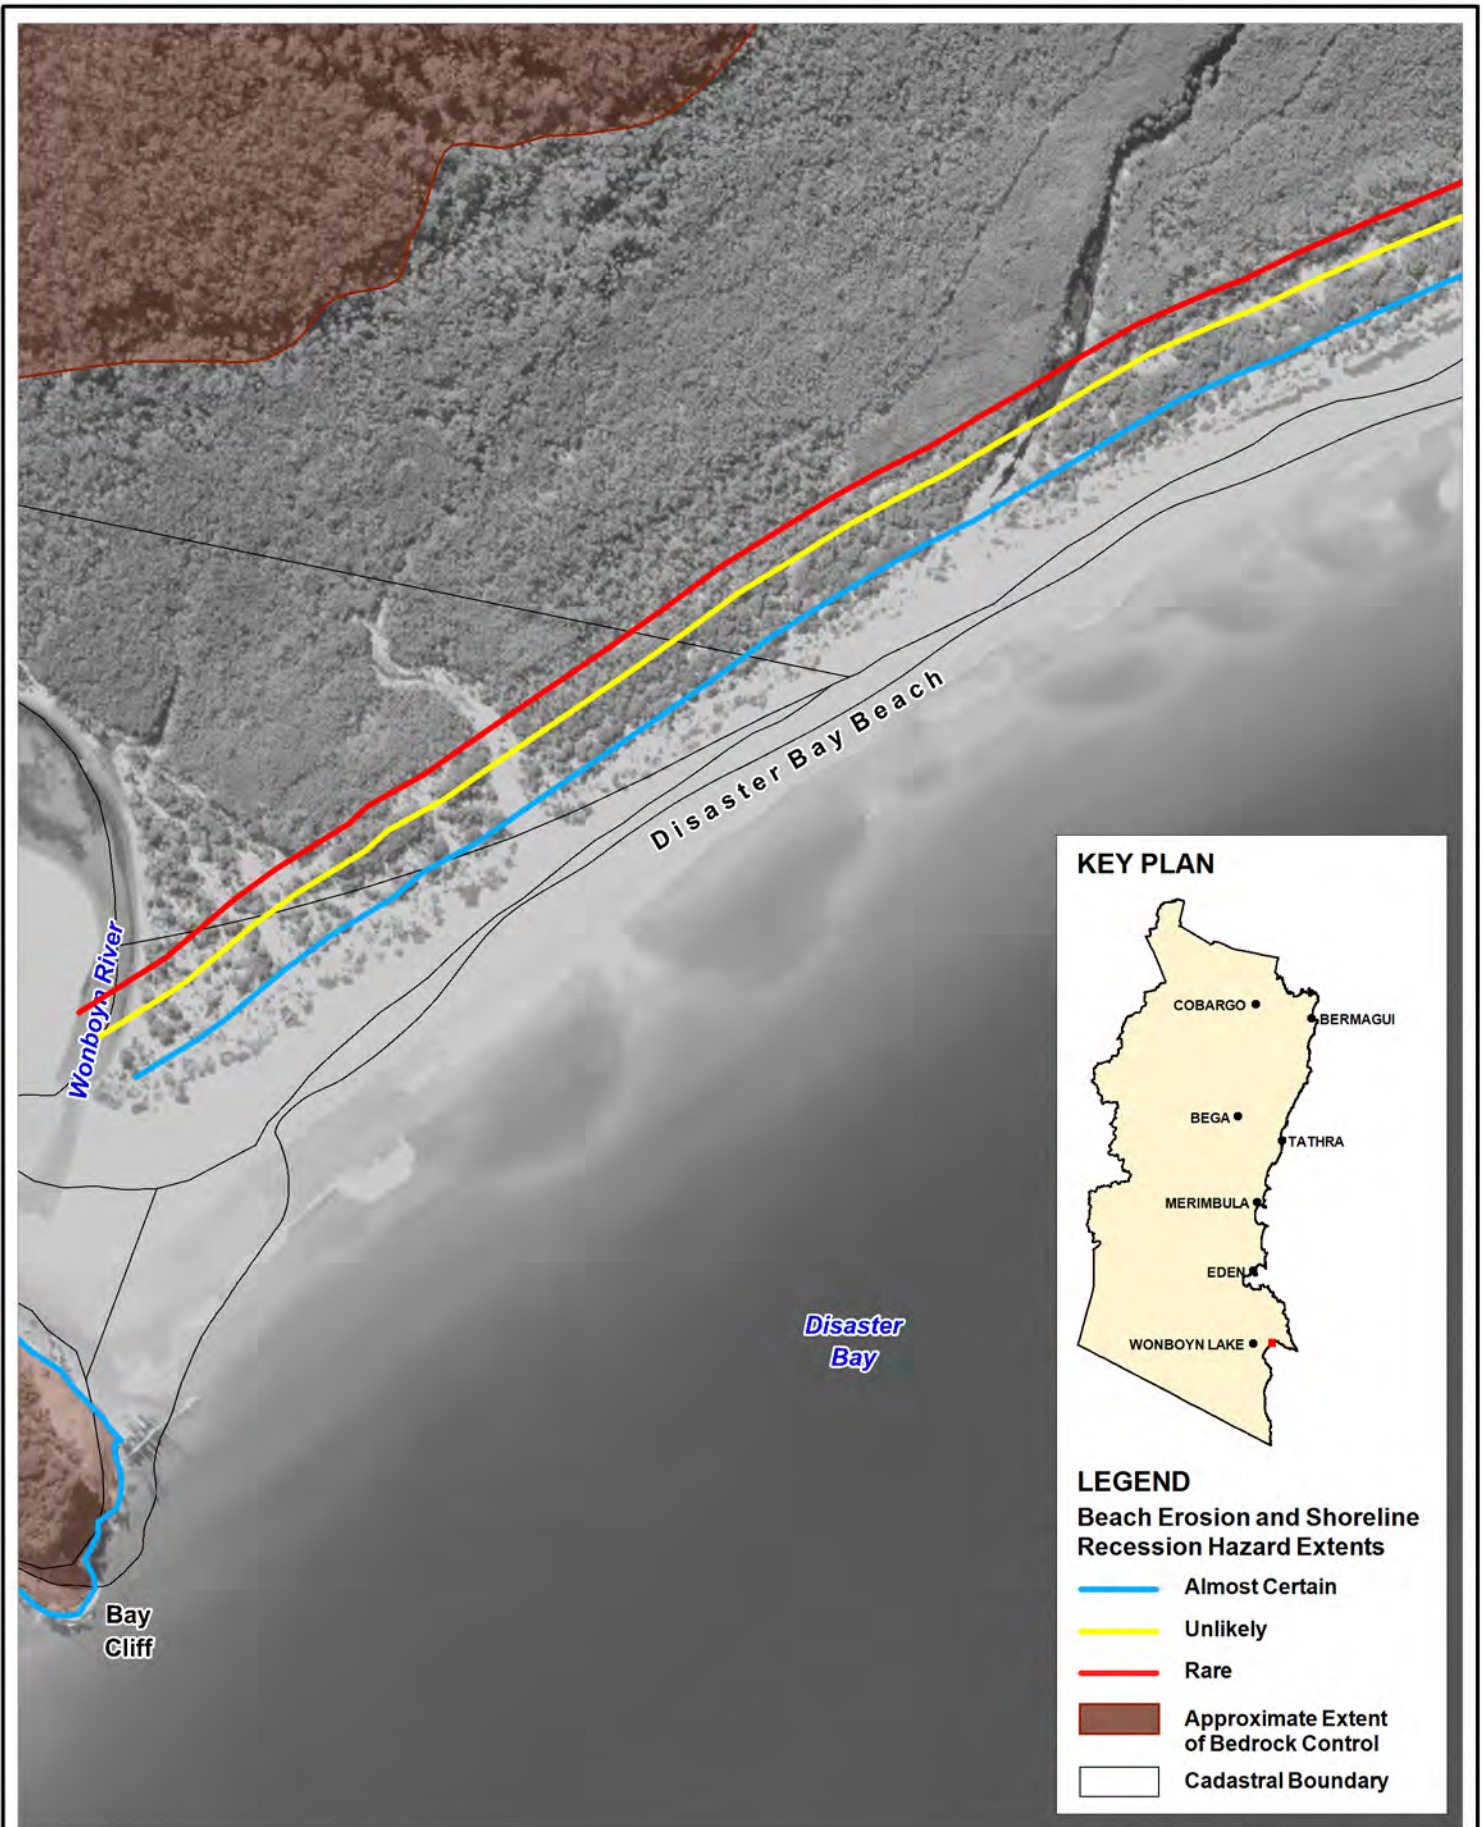 Disaster Bay Beach
Wonboyn River
Disaster
Bay
Bay
Cliff
KEY PLAN
COBARGO
BERMAGUI
BEGA
TATHRA
MERIMBULA
EDEN
WONBOYN LAKE
LEGEND
Beach Erosion and Shoreline
Recession Hazard Extents
Almost Certain
Unlikely
Rare
Approximate Extent
of Bedrock Control
Cadastral Boundary